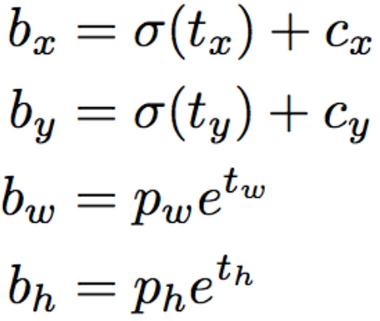 b_x = σ(t_x) + c_x
b_y = σ(t_y) + c_y
b_w = p_w e^{t_w}
b_h = p_h e^{t_h}